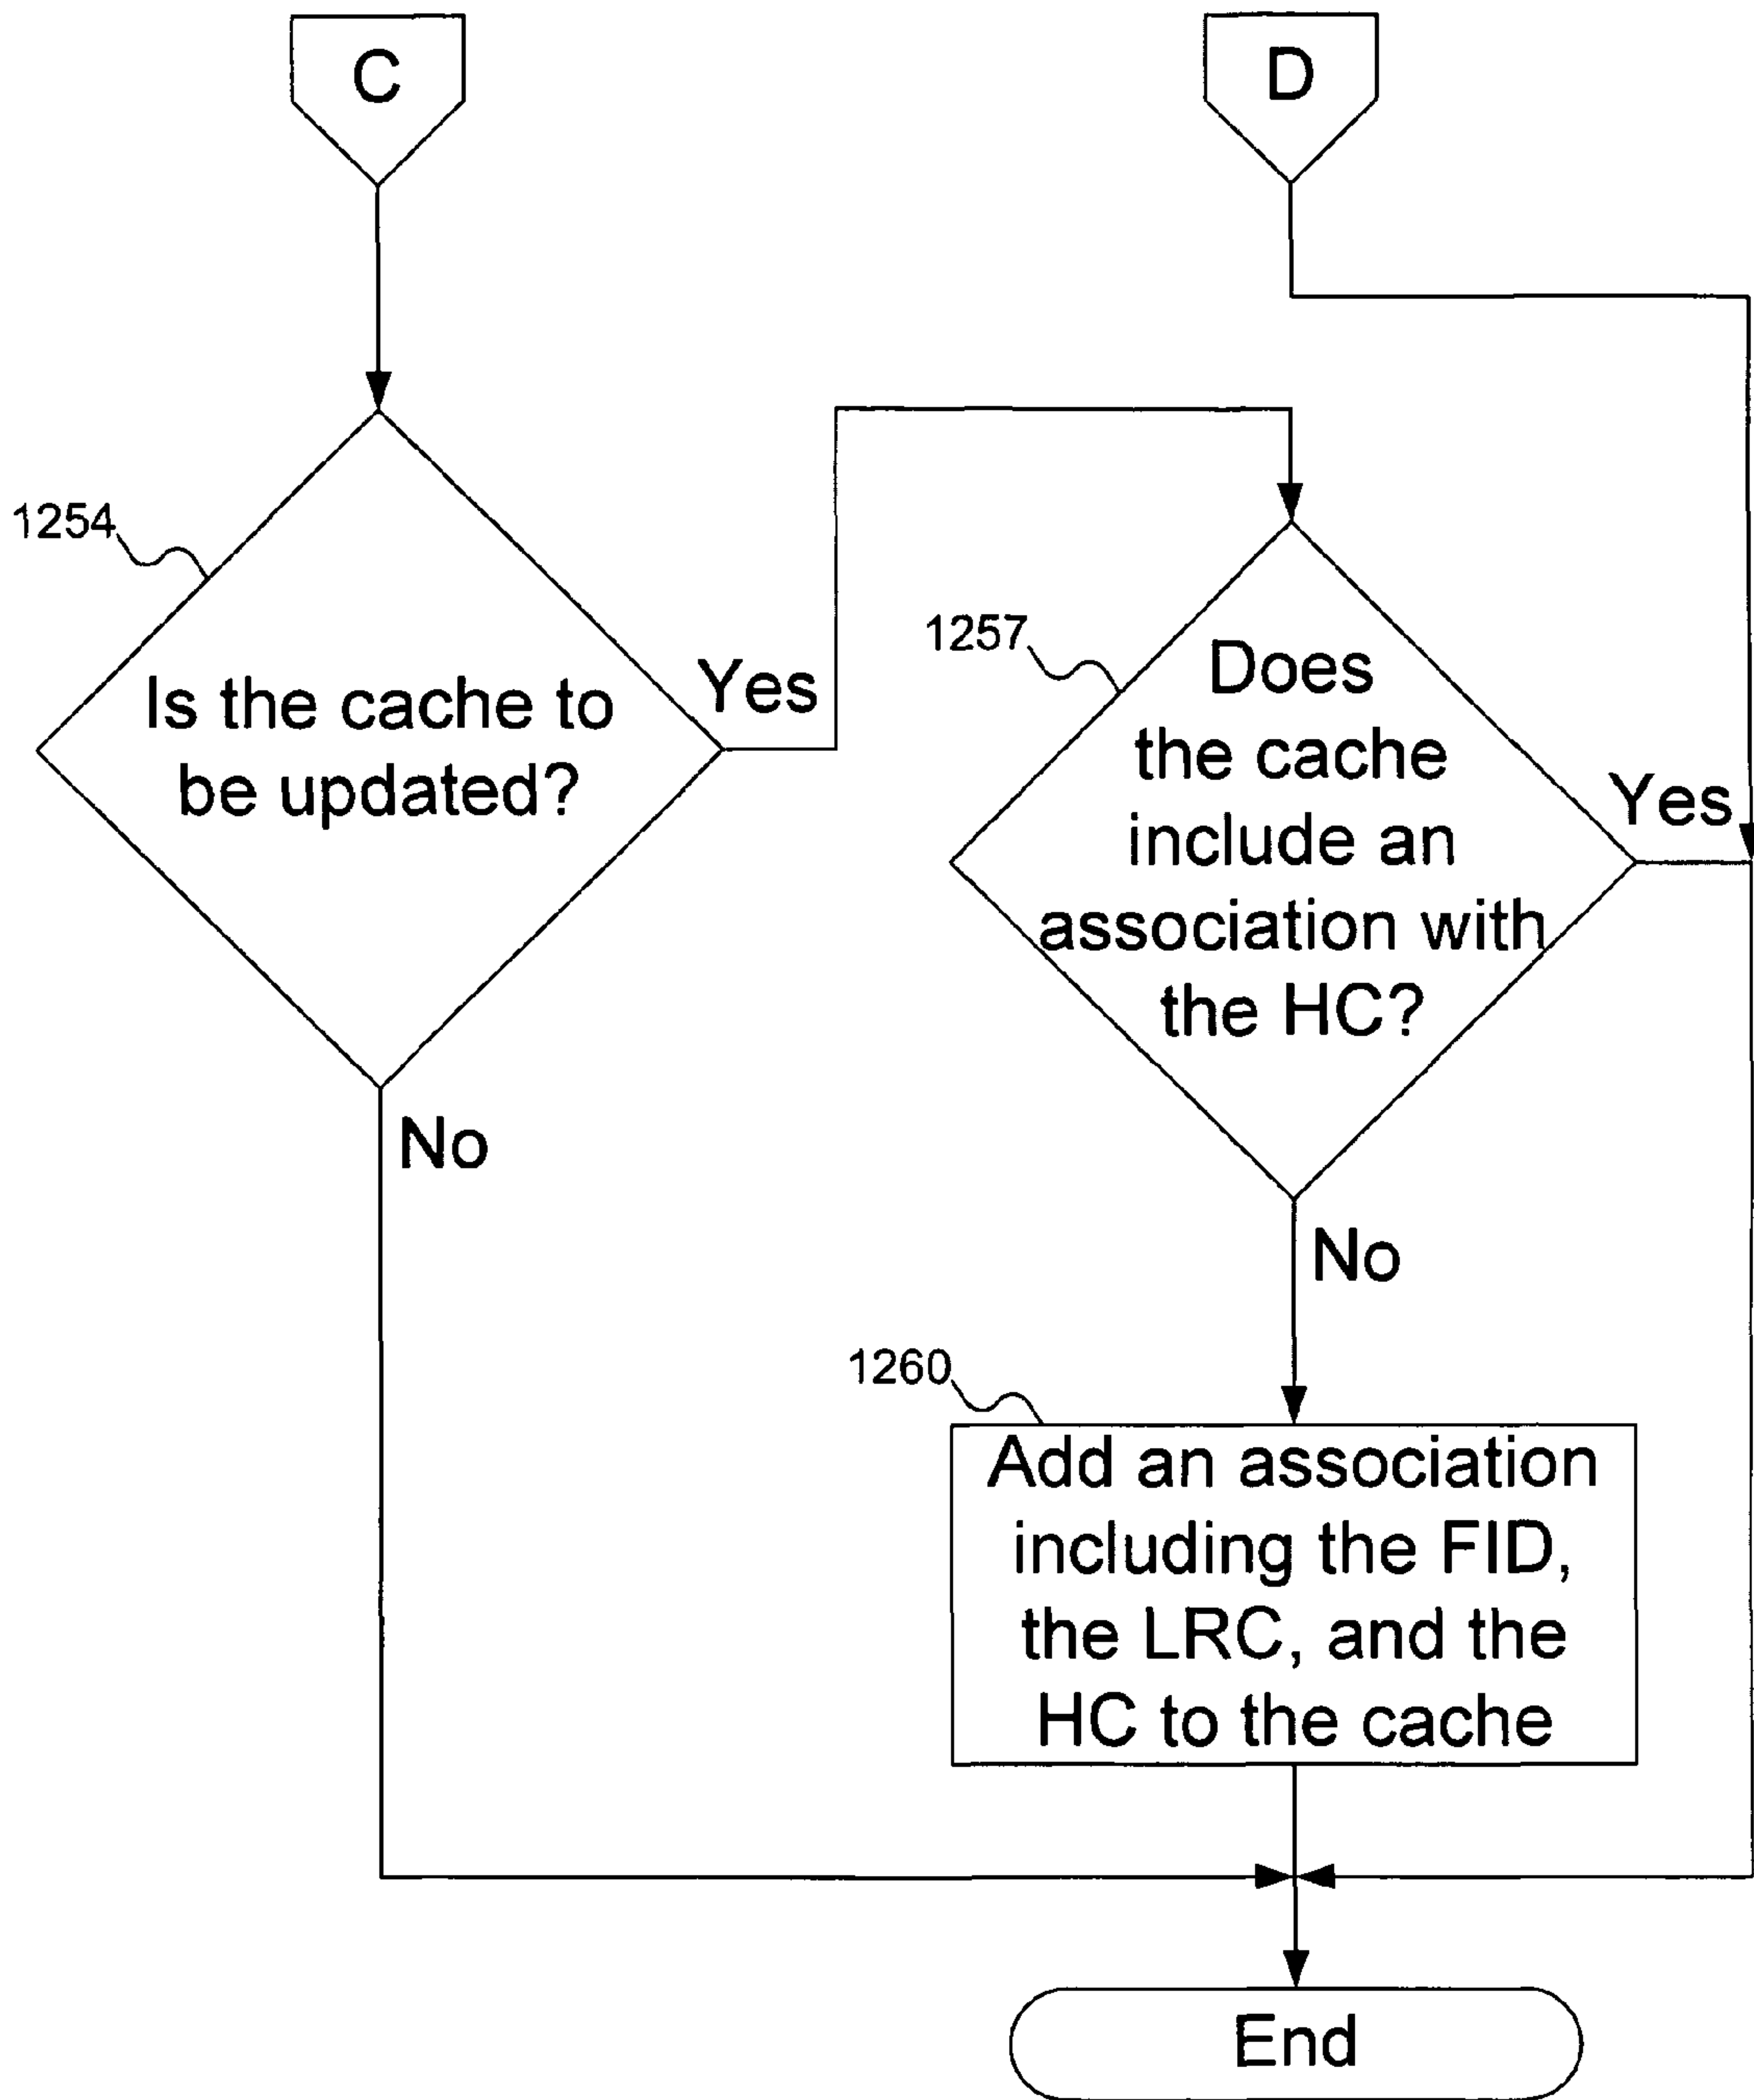 C
D
1254
Is the cache to
be updated?
Yes
1257
Does
the cache
include an
association with
the HC?
Yes
No
No
1260
Add an association
including the FID,
the LRC, and the
HC to the cache
End